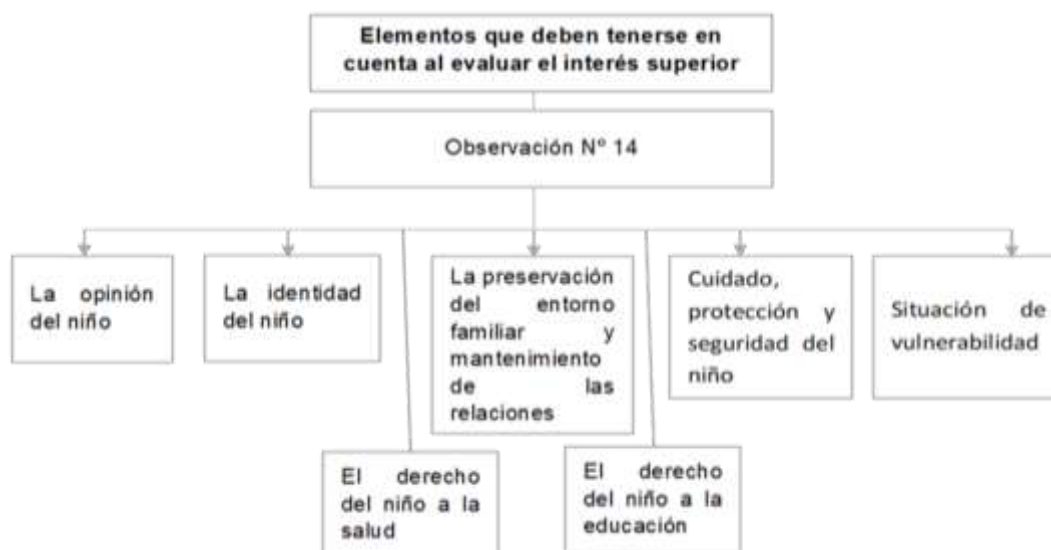 Elementos que deben tenerse en
cuenta al evaluar el interés superior
Observación Nº 14
La opinión
del niño
La identidad
del niño
La preservación
del entorno
familiar y
mantenimiento
de las
relaciones
Cuidado,
protección y
seguridad del
niño
Situación de
vulnerabilidad
El derecho
del niño a la
salud
El derecho
del niño a la
educación